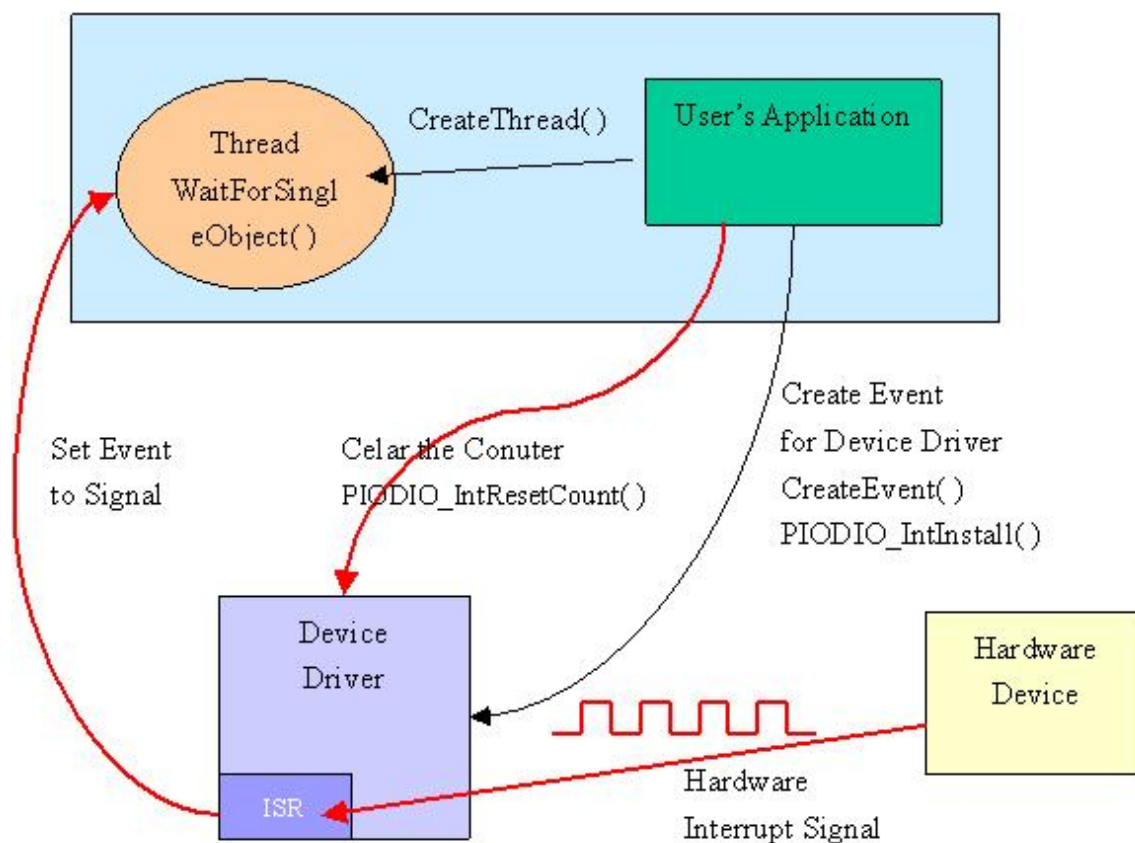 CreateThread( )
User's Application
Thread
WaitForSingl
eObject( )
Create Event
for Device Driver
CreateEvent( )
PIODIO_IntInstall( )
Set Event
to Signal
Celar the Conuter
PIODIO_IntResetCount( )
Device
Driver
Hardware
Device
ISR
Hardware
Interrupt Signal